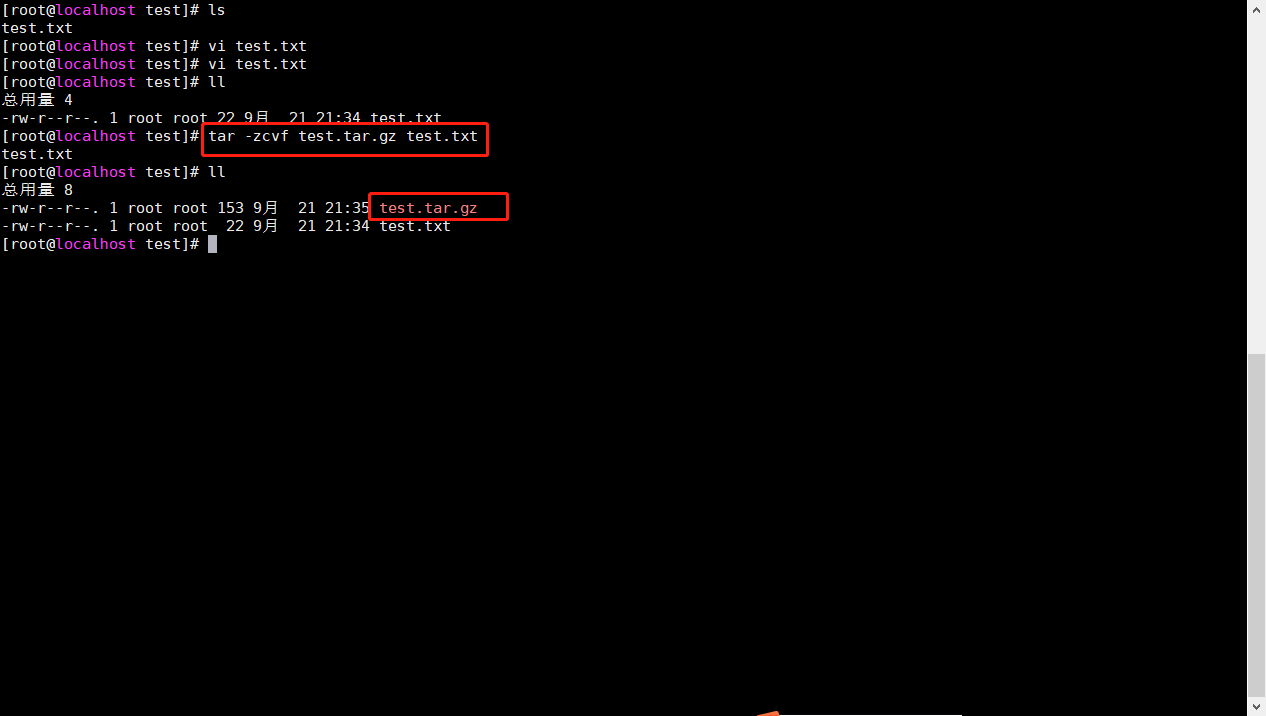 [root@localhost test]# ls
test.txt
[root@localhost test]# vi test.txt
[root@localhost test]# vi test.txt
[root@localhost test]# ll
总用量 4
-rw-r--r--. 1 root root 22 9月  21 21:34 test.txt
[root@localhost test]# tar -zcvf test.tar.gz test.txt
test.txt
[root@localhost test]# ll
总用量 8
-rw-r--r--. 1 root root 153 9月  21 21:35 test.tar.gz
-rw-r--r--. 1 root root  22 9月  21 21:34 test.txt
[root@localhost test]#